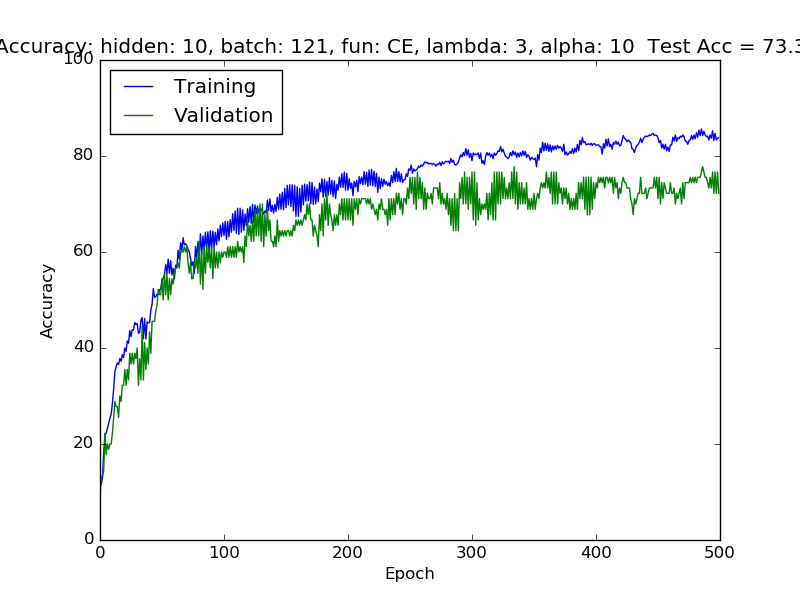 Accuracy: hidden: 10, batch: 121, fun: CE, lambda: 3, alpha: 10 Test Acc = 73.3
100
80
60
40
20
0
Accuracy
Training
Validation
0 100 200 300 400 500
Epoch